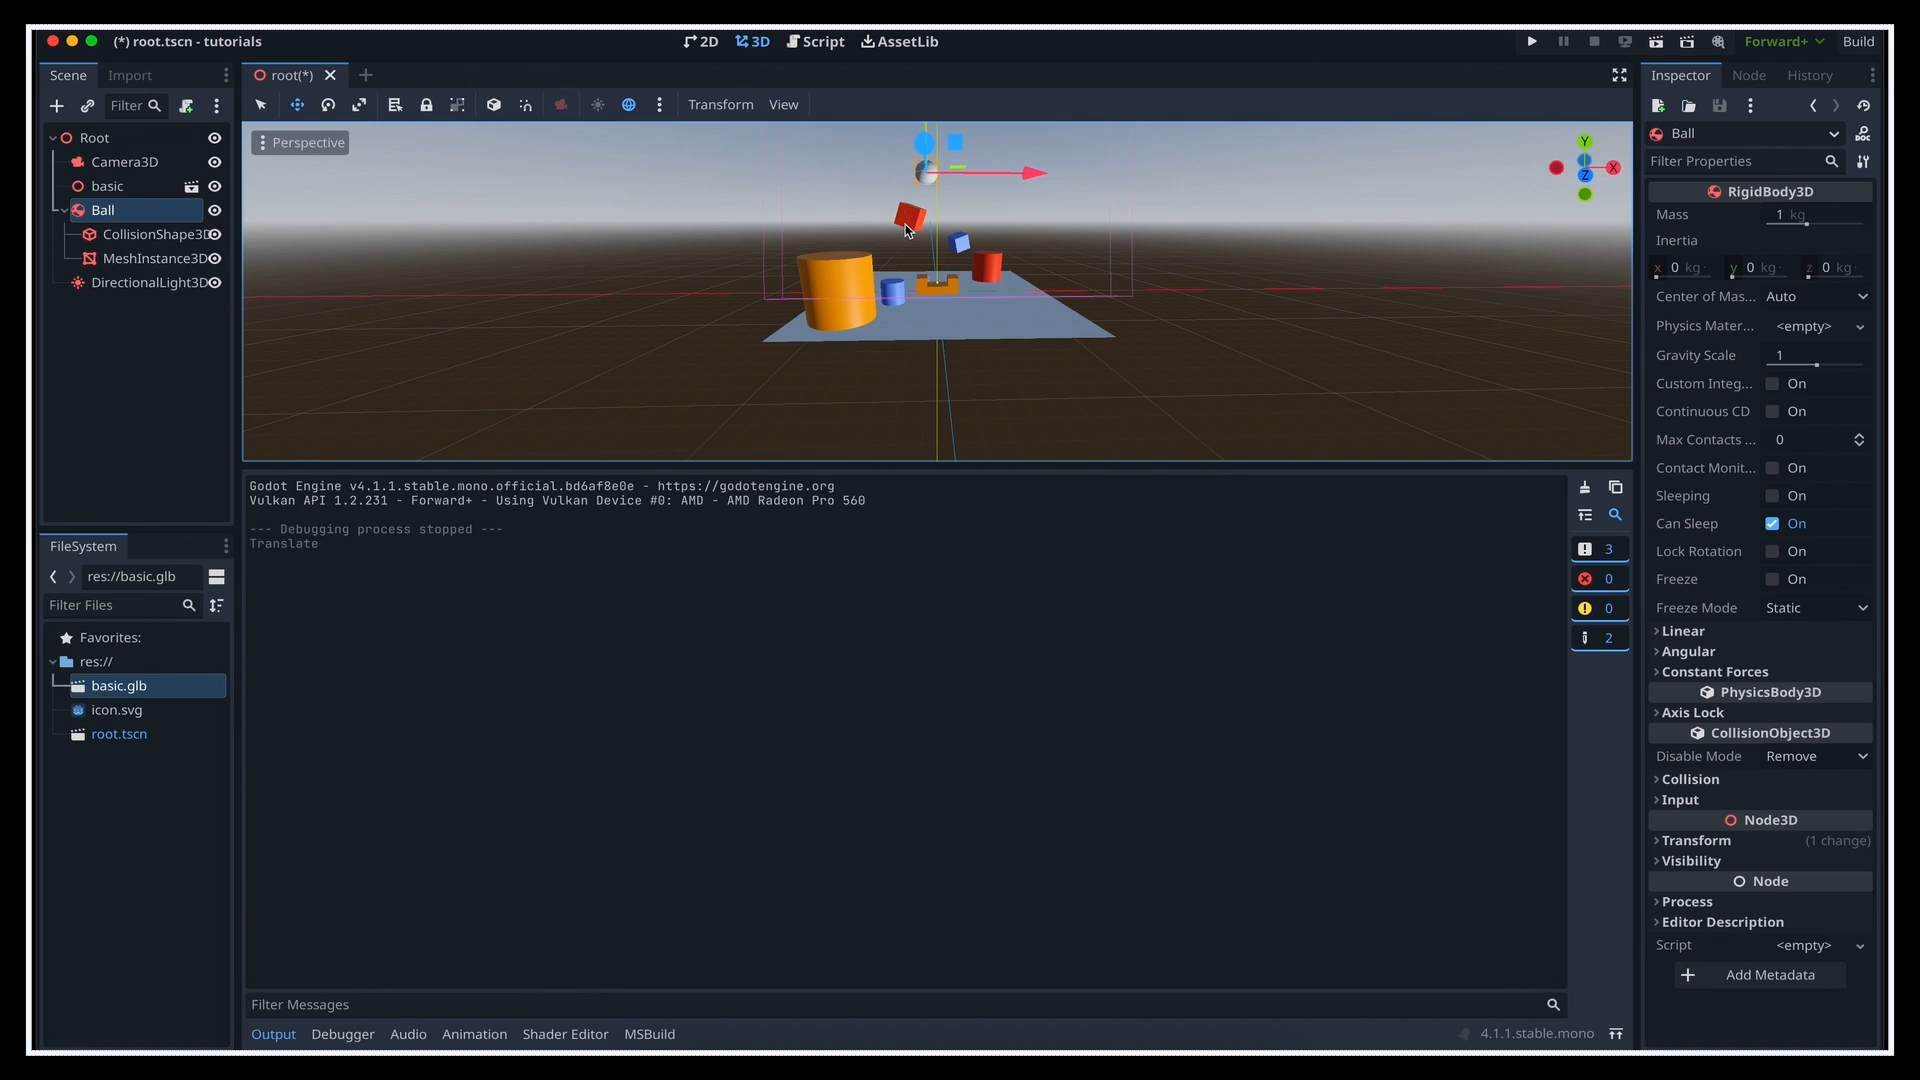 (*) root.tscn - tutorials
2D
3D
Script
AssetLib
Forward+
Build
Scene
Import
Filter
Root
Camera3D
basic
Ball
CollisionShape3D
MeshInstance3D
DirectionalLight3D
FileSystem
res://basic.glb
Filter Files
Favorites:
res://
basic.glb
icon.svg
root.tscn
root(*)
Transform
View
Perspective
Y
X
Z
Godot Engine v4.1.1.stable.mono.official.bd6af8e0e - https://godotengine.org
Vulkan API 1.2.231 - Forward+ - Using Vulkan Device #0: AMD - AMD Radeon Pro 560
--- Debugging process stopped ---
Translate
3
0
0
2
Filter Messages
Output
Debugger
Audio
Animation
Shader Editor
MSBuild
4.1.1.stable.mono
Inspector
Node
History
Ball
Filter Properties
RigidBody3D
Mass 1 kg
Inertia
x 0 kg· y 0 kg· z 0 kg·
Center of Mas... Auto
Physics Mater... <empty>
Gravity Scale 1
Custom Integ... On
Continuous CD On
Max Contacts ... 0
Contact Monit... On
Sleeping On
Can Sleep On
Lock Rotation On
Freeze On
Freeze Mode Static
Linear
Angular
Constant Forces
PhysicsBody3D
Axis Lock
CollisionObject3D
Disable Mode Remove
Collision
Input
Node3D
Transform (1 change)
Visibility
Node
Process
Editor Description
Script <empty>
Add Metadata